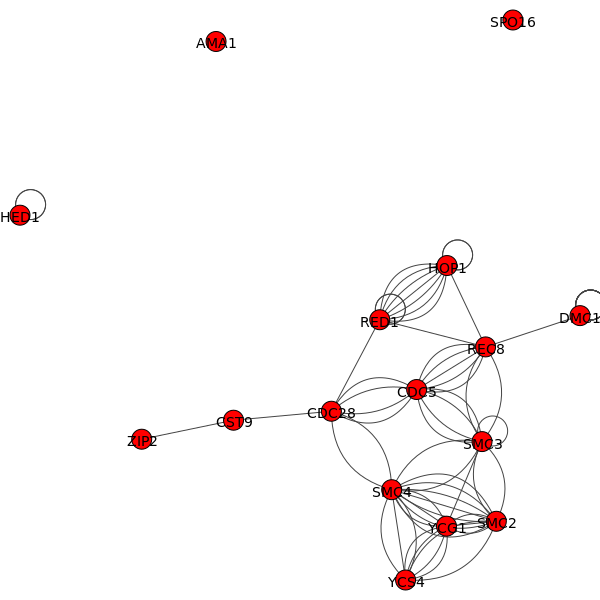 SPO16
AMA1
HED1
HOP1
DMC1
RED1
REC8
CDC5
CDC28
CST9
ZIP2
SMC3
SMC4
SMC2
YCG1
YCS4